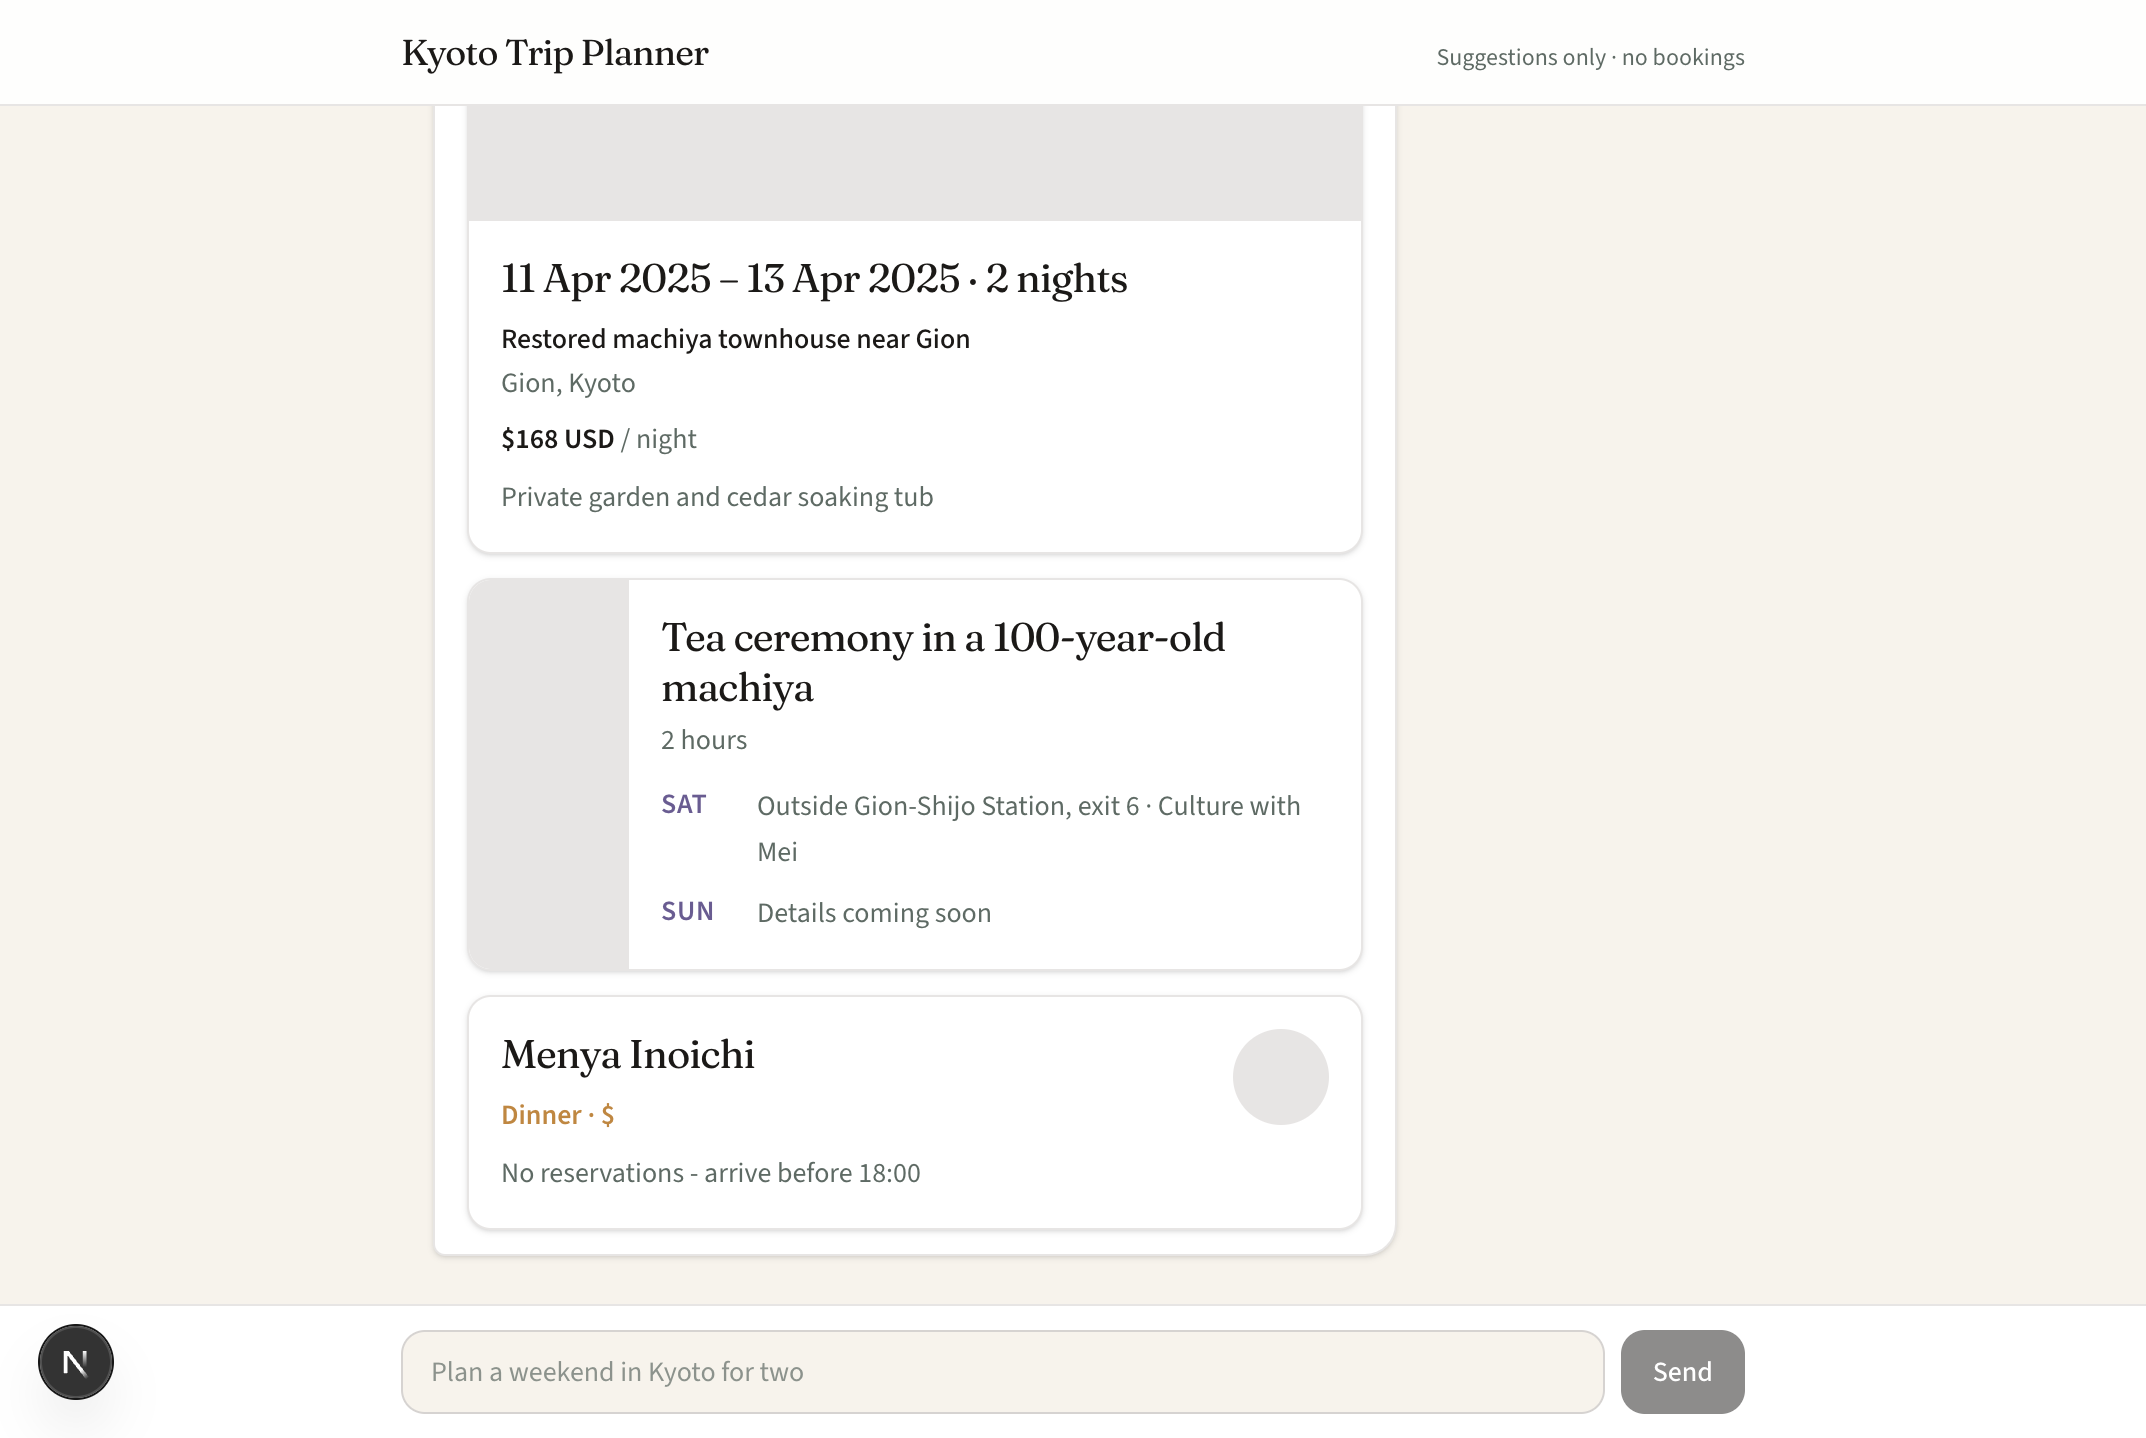 Kyoto Trip Planner
Suggestions only · no bookings
11 Apr 2025 – 13 Apr 2025 · 2 nights
Restored machiya townhouse near Gion
Gion, Kyoto
$168 USD / night
Private garden and cedar soaking tub
Tea ceremony in a 100-year-old
machiya
2 hours
SAT Outside Gion-Shijo Station, exit 6 · Culture with
Mei
SUN Details coming soon
Menya Inoichi
Dinner · $
No reservations - arrive before 18:00
N
Plan a weekend in Kyoto for two
Send